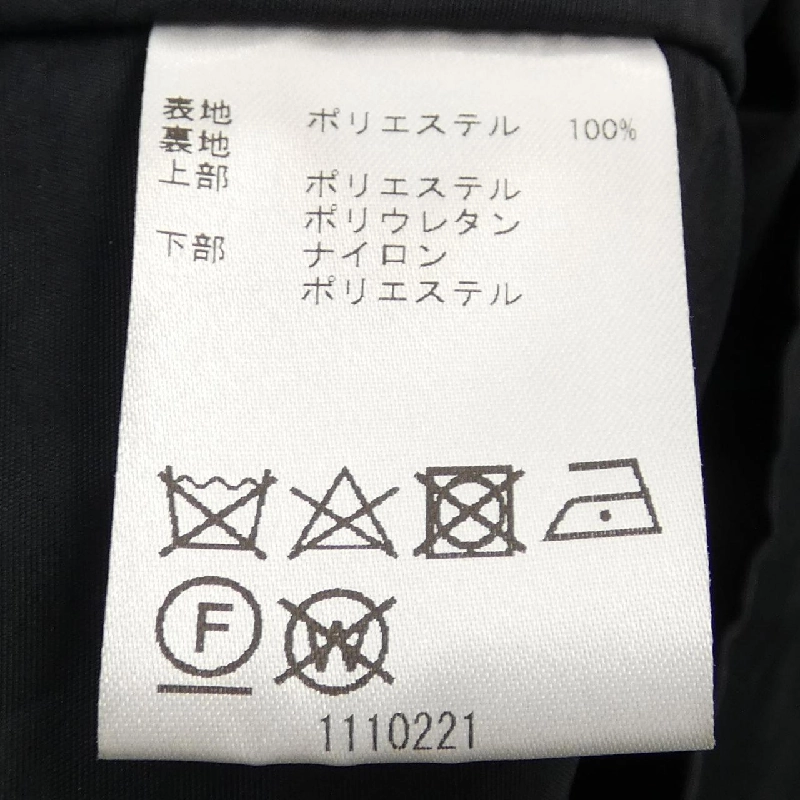 表地 ポリエステル 100%
裏地
上部 ポリエステル
ポリウレタン
下部 ナイロン
ポリエステル
F
W
1110221